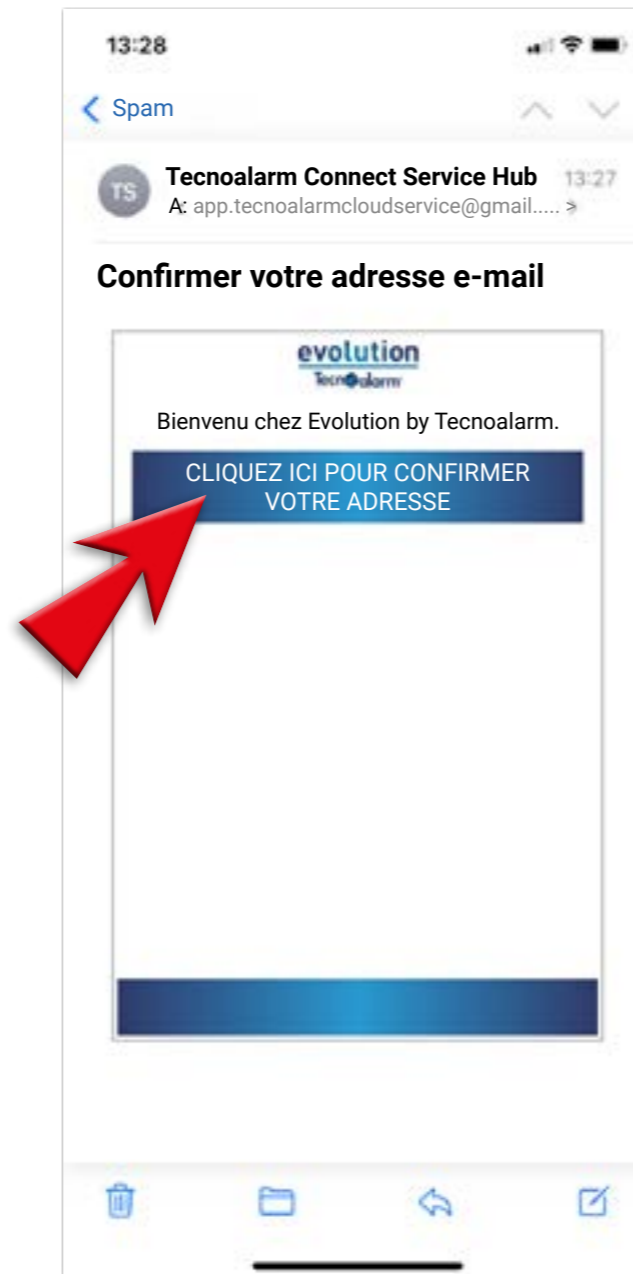 13:28
Spam
TS
Tecnoalarm Connect Service Hub 13:27
A: app.tecnoalarmcloudservice@gmail..... >
Confirmer votre adresse e-mail
evolution
Tecnoalarm
Bienvenu chez Evolution by Tecnoalarm.
CLIQUEZ ICI POUR CONFIRMER
VOTRE ADRESSE